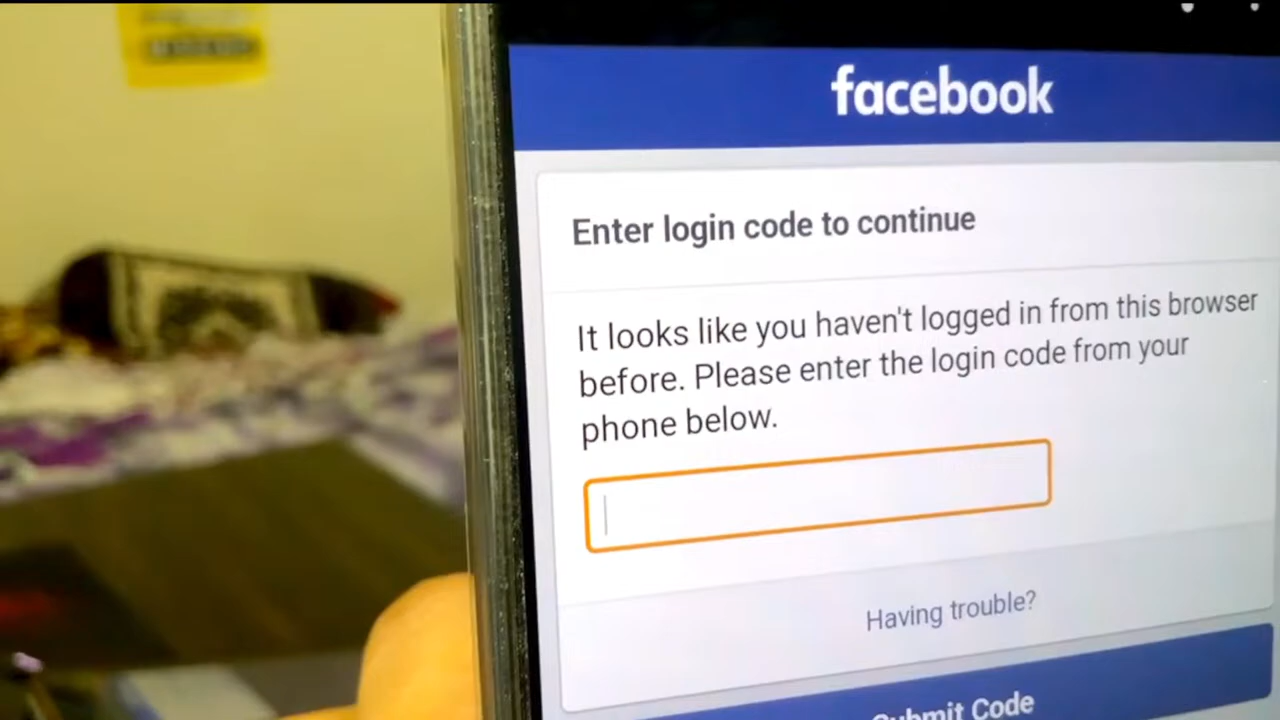 facebook
Enter login code to continue
It looks like you haven't logged in from this browser
before. Please enter the login code from your
phone below.
Having trouble?
Submit Code